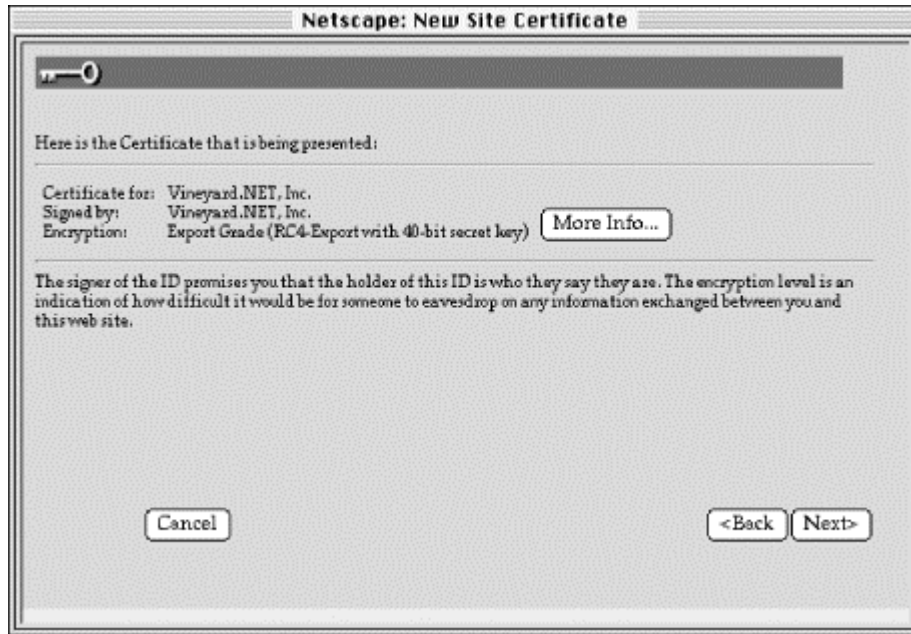 Netscape: New Site Certificate
Here is the Certificate that is being presented:
Certificate for: Vineyard.NET, Inc.
Signed by: Vineyard.NET, Inc.
Encryption: Export Grade (RC4-Export with 40-bit secret key)
More Info...
The signer of the ID promises you that the holder of this ID is who they say they are. The encryption level is an
indication of how difficult it would be for someone to eavesdrop on any information exchanged between you and
this web site.
Cancel <Back Next>